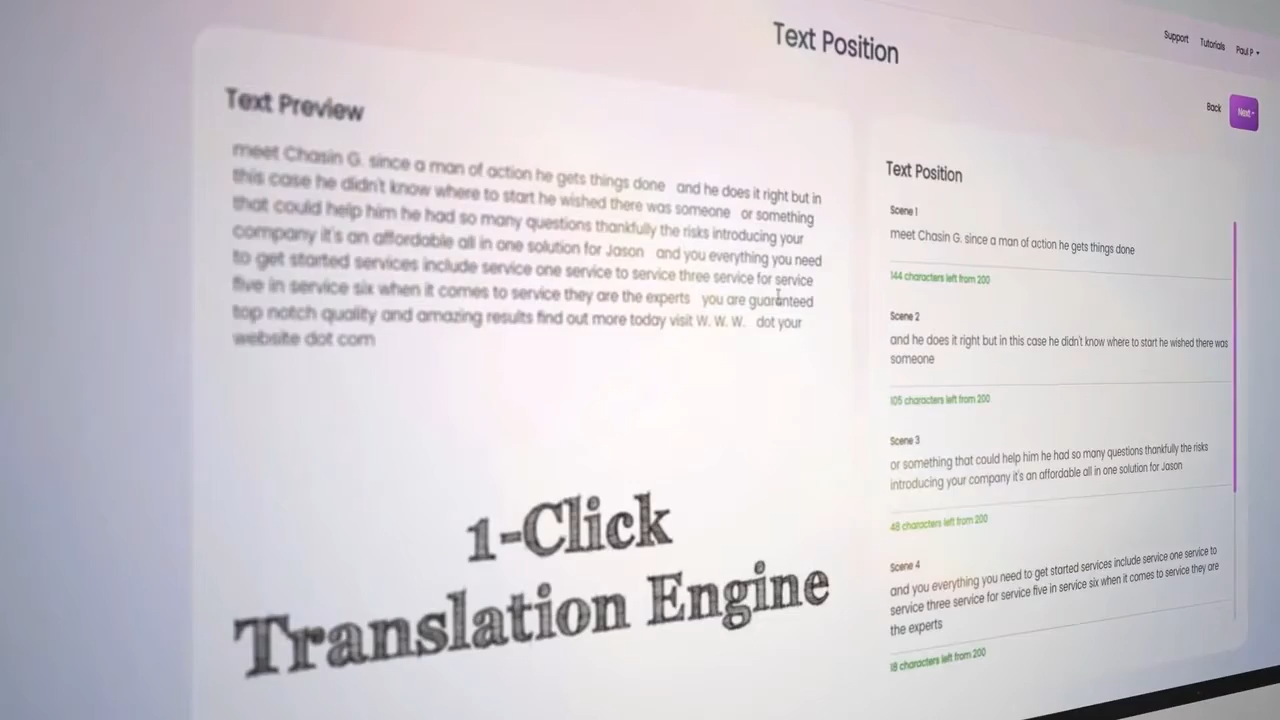 Text Position
Support
Tutorials
Paul P
Back
Next
Text Preview
meet Chasin G. since a man of action he gets things done and he does it right but in
this case he didn't know where to start he wished there was someone or something
that could help him he had so many questions thankfully the risks introducing your
company it's an affordable all in one solution for Jason and you everything you need
to get started services include service one service to service three service for service
five in service six when it comes to service they are the experts you are guaranteed
top notch quality and amazing results find out more today visit W. W. W. dot your
website dot com
1-Click
Translation Engine
Text Position
Scene 1
meet Chasin G. since a man of action he gets things done
144 characters left from 200
Scene 2
and he does it right but in this case he didn't know where to start he wished there was
someone
105 characters left from 200
Scene 3
or something that could help him he had so many questions thankfully the risks
introducing your company it's an affordable all in one solution for Jason
48 characters left from 200
Scene 4
and you everything you need to get started services include service one service to
service three service for service five in service six when it comes to service they are
the experts
18 characters left from 200